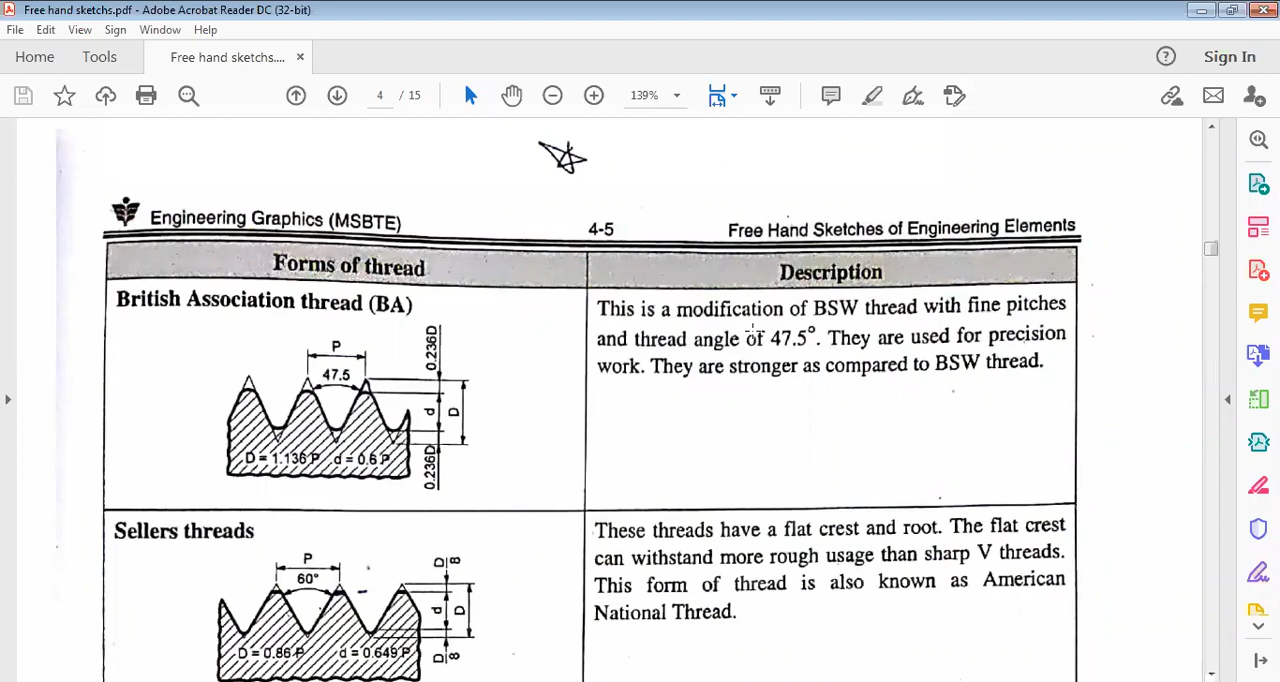 Free hand sketchs.pdf - Adobe Acrobat Reader DC (32-bit)
File Edit View Sign Window Help
Home Tools Free hand sketchs.... × Sign In
4 / 15 139%
Engineering Graphics (MSBTE) 4-5 Free Hand Sketches of Engineering Elements
Forms of thread Description
British Association thread (BA)
P
47.5
0.236D
d
D
D = 1.136 P d = 0.6 P
0.236D
This is a modification of BSW thread with fine pitches
and thread angle of 47.5°. They are used for precision
work. They are stronger as compared to BSW thread.
Sellers threads
P
60°
D/8
d
D
D = 0.86 P d = 0.649 P
D/8
These threads have a flat crest and root. The flat crest
can withstand more rough usage than sharp V threads.
This form of thread is also known as American
National Thread.